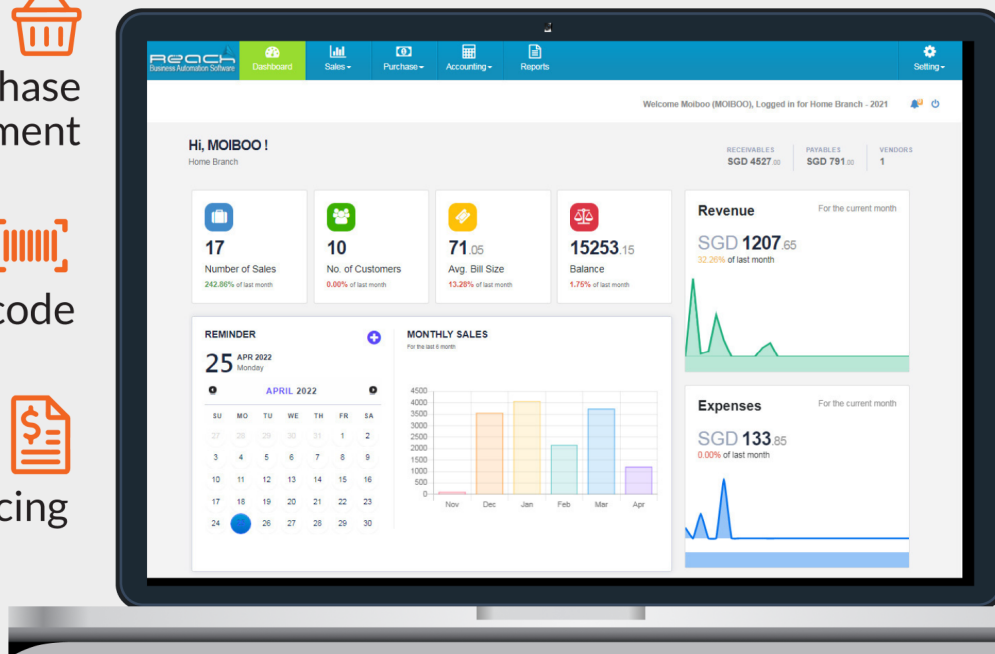 hase
ment
code
cing
Reach
Business Automation Software
Dashboard
Sales
Purchase
Accounting
Reports
Setting
Welcome Moiboo (MOIBOO), Logged in for Home Branch - 2021
Hi, MOIBOO !
Home Branch
RECEIVABLES
SGD 4527.00
PAYABLES
SGD 791.00
VENDORS
1
17
Number of Sales
242.86% of last month
10
No. of Customers
0.00% of last month
71.05
Avg. Bill Size
13.28% of last month
15253.15
Balance
1.75% of last month
Revenue
For the current month
SGD 1207.65
32.26% of last month
REMINDER
25 APR 2022
Monday
APRIL 2022
SU MO TU WE TH FR SA
27 28 29 30 31 1 2
3 4 5 6 7 8 9
10 11 12 13 14 15 16
17 18 19 20 21 22 23
24 26 27 28 29 30
MONTHLY SALES
For the last 6 month
4500
4000
3500
3000
2500
2000
1500
1000
500
0
Nov Dec Jan Feb Mar Apr
Expenses
For the current month
SGD 133.85
0.00% of last month